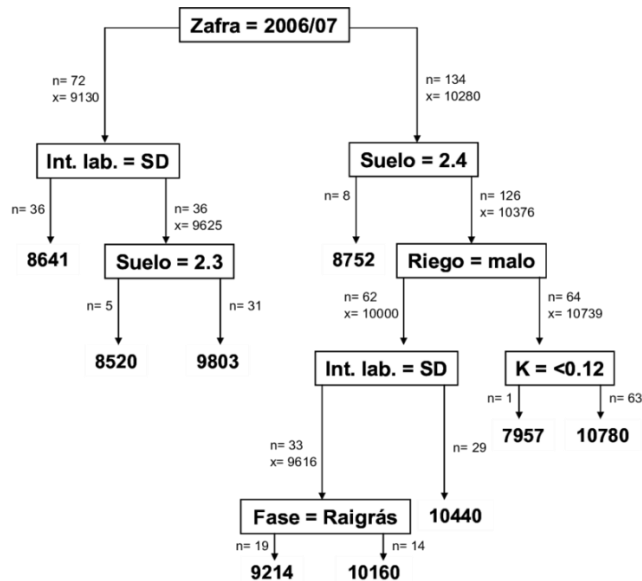 Zafra = 2006/07
n= 72
x= 9130
n= 134
x= 10280
Int. lab. = SD
Suelo = 2.4
n= 36
n= 36
x= 9625
n= 8
n= 126
x= 10376
8641
Suelo = 2.3
8752
Riego = malo
n= 5
n= 31
n= 62
x= 10000
n= 64
x= 10739
8520
9803
Int. lab. = SD
K = <0.12
n= 1
n= 63
7957
10780
n= 33
x= 9616
n= 29
Fase = Raigrás
10440
n= 19
n= 14
9214
10160